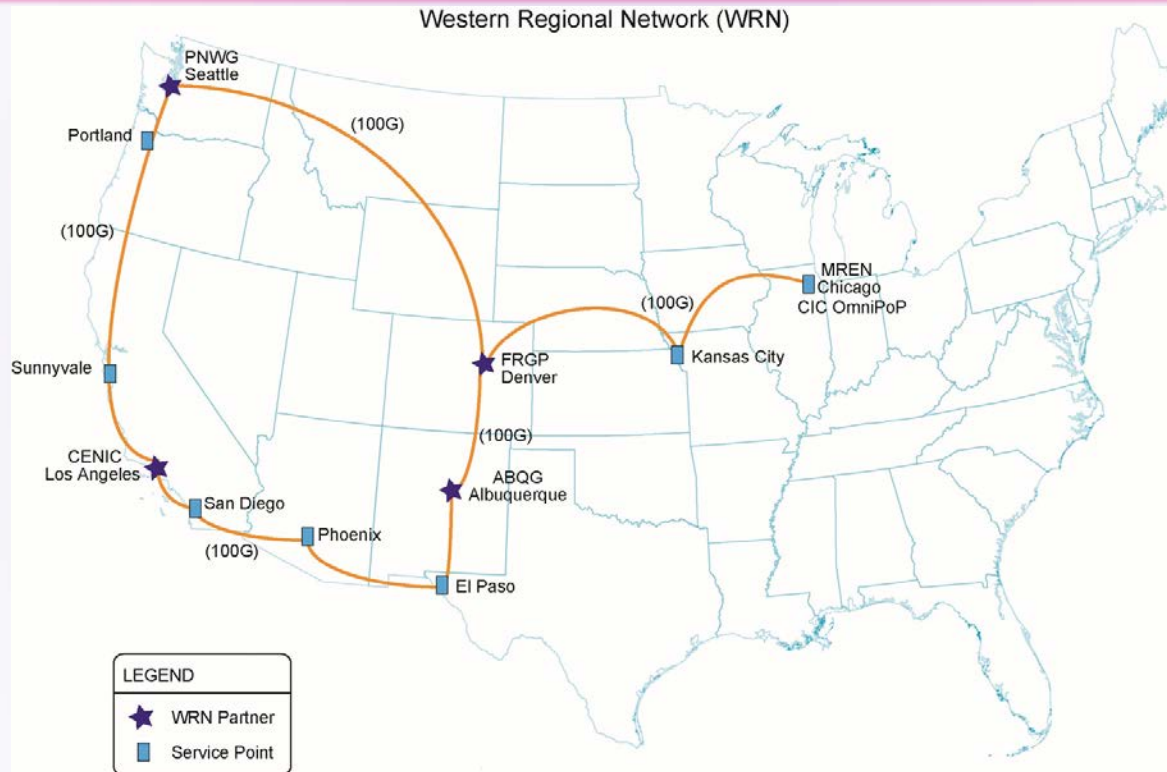 Western Regional Network (WRN)
PNWG
Seattle
Portland
(100G)
(100G)
MREN
Chicago
CIC OmniPoP
(100G)
Kansas City
FRGP
Denver
Sunnyvale
(100G)
CENIC
Los Angeles
ABQG
Albuquerque
San Diego
Phoenix
(100G)
El Paso
LEGEND
WRN Partner
Service Point